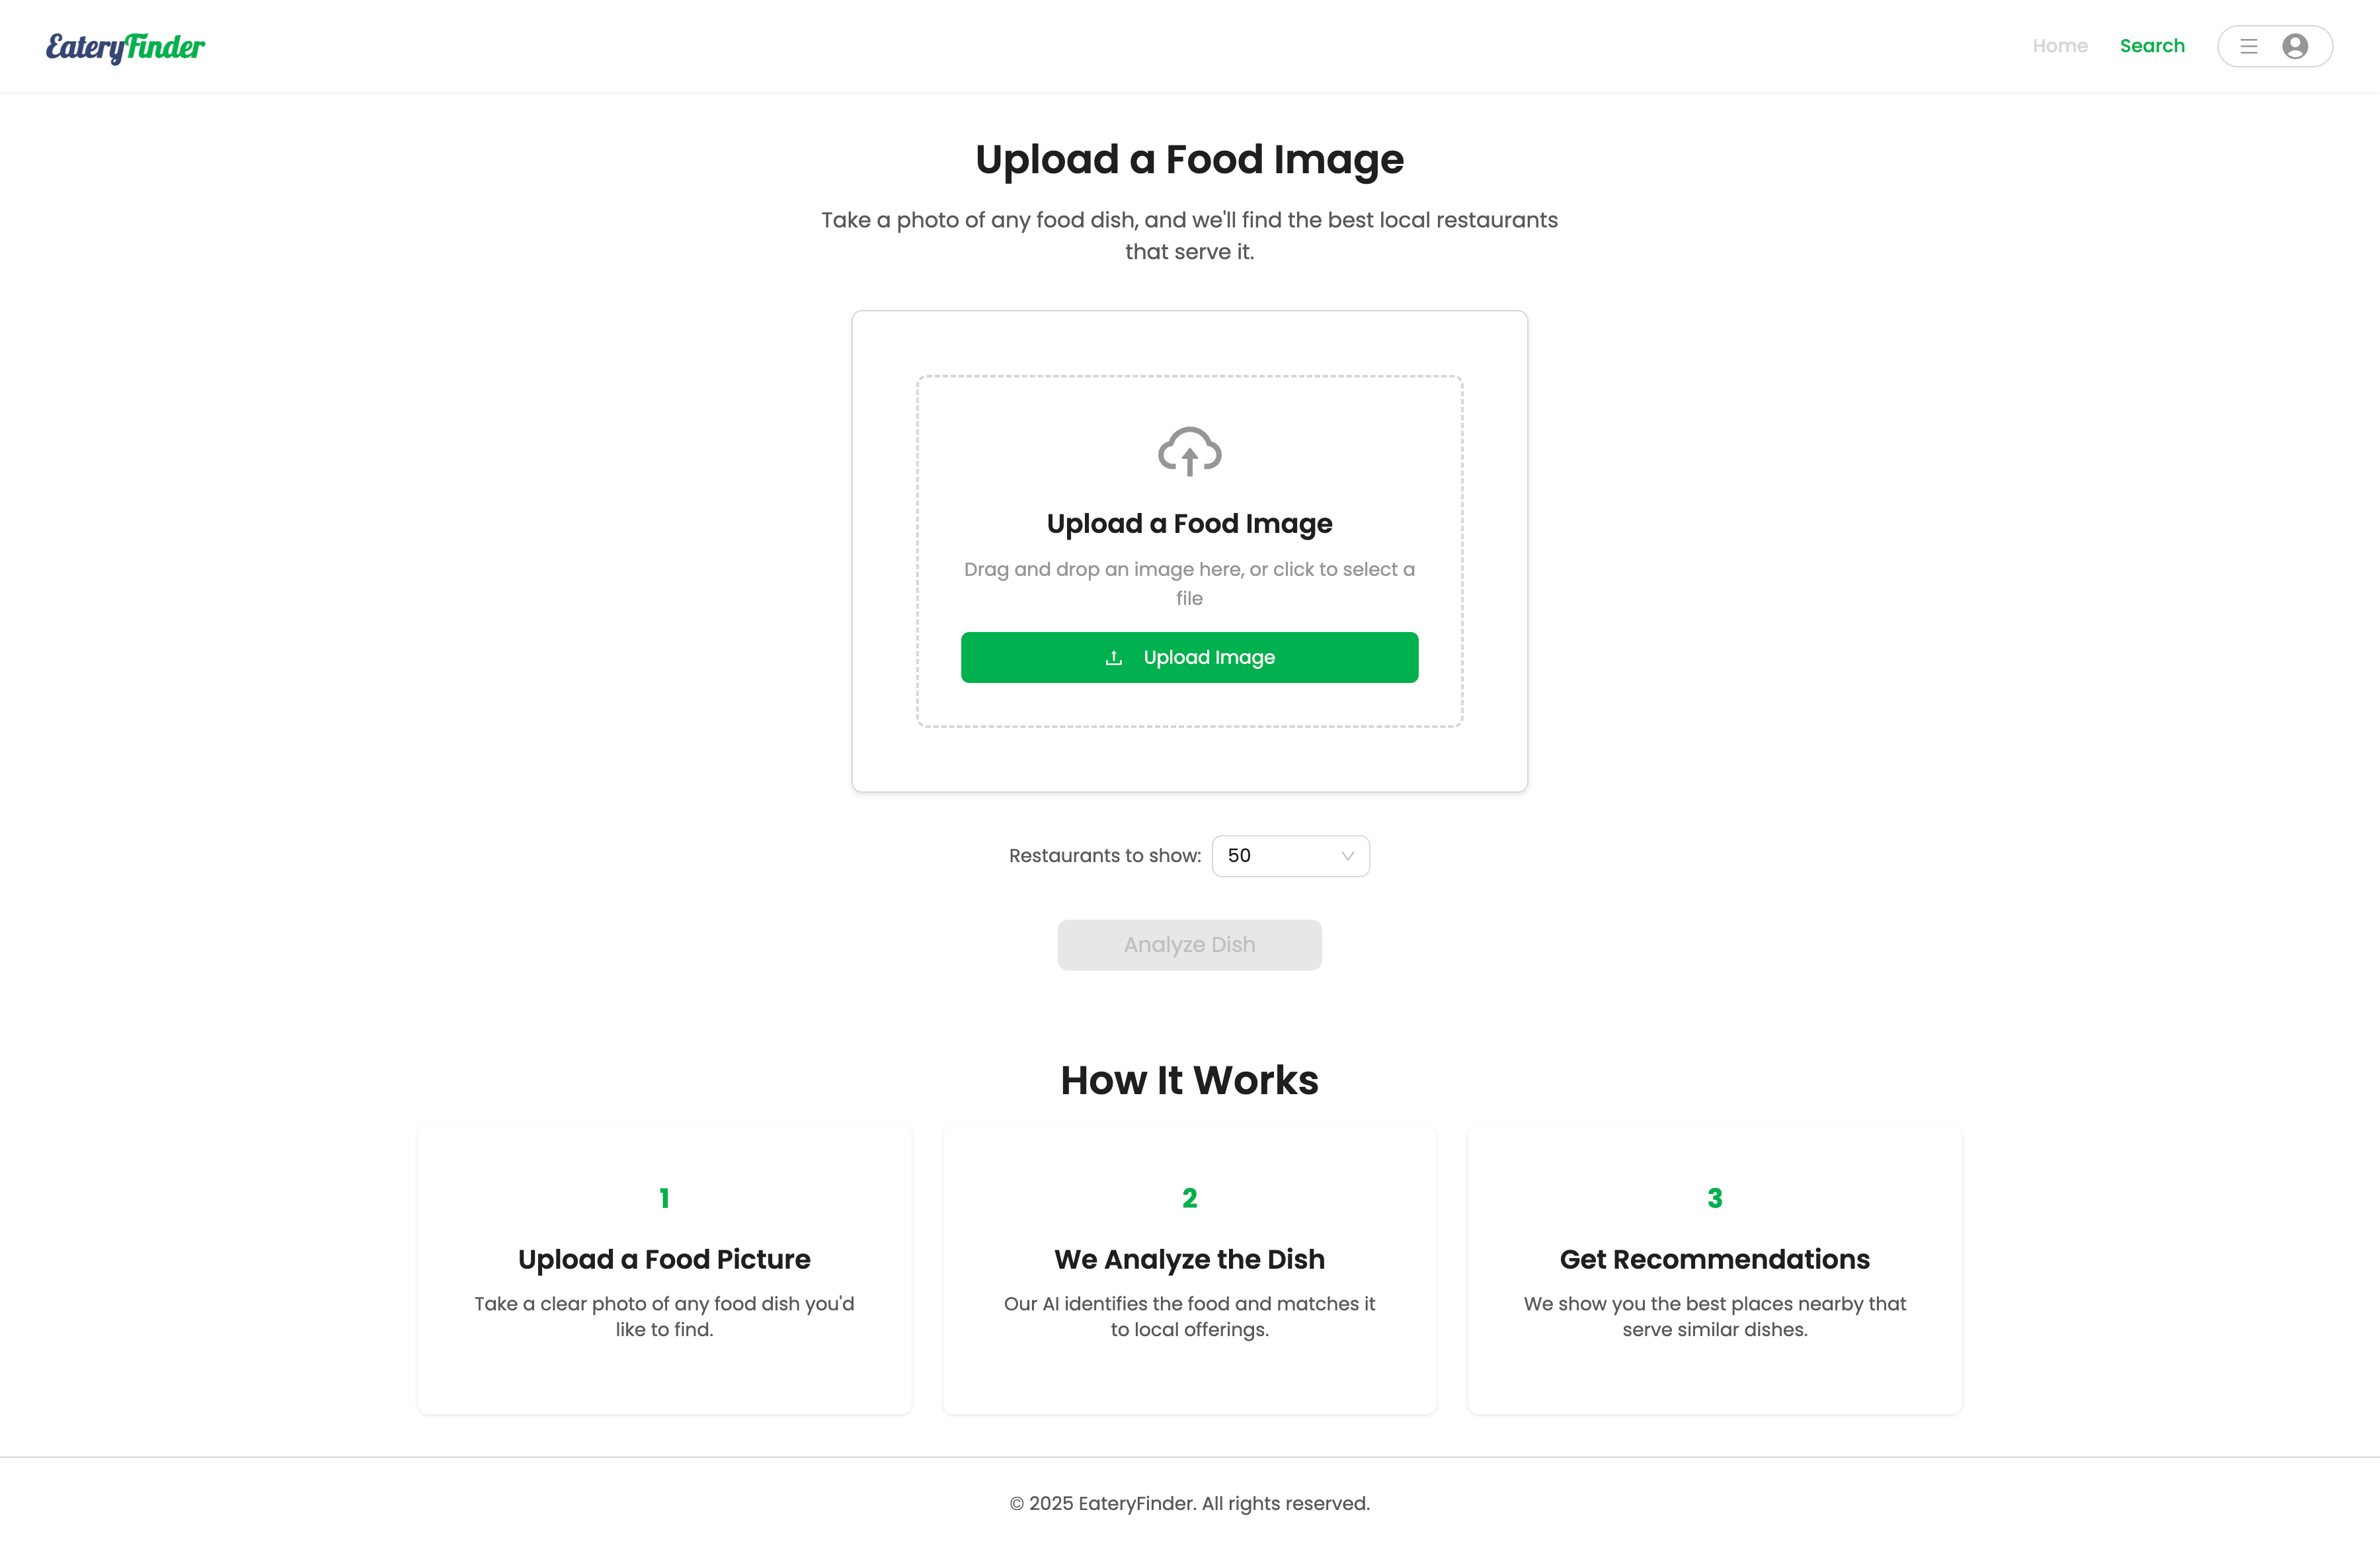 EateryFinder
Home
Search
Upload a Food Image
Take a photo of any food dish, and we'll find the best local restaurants
that serve it.
Upload a Food Image
Drag and drop an image here, or click to select a
file
Upload Image
Restaurants to show:
50
Analyze Dish
How It Works
1
Upload a Food Picture
Take a clear photo of any food dish you'd
like to find.
2
We Analyze the Dish
Our AI identifies the food and matches it
to local offerings.
3
Get Recommendations
We show you the best places nearby that
serve similar dishes.
© 2025 EateryFinder. All rights reserved.